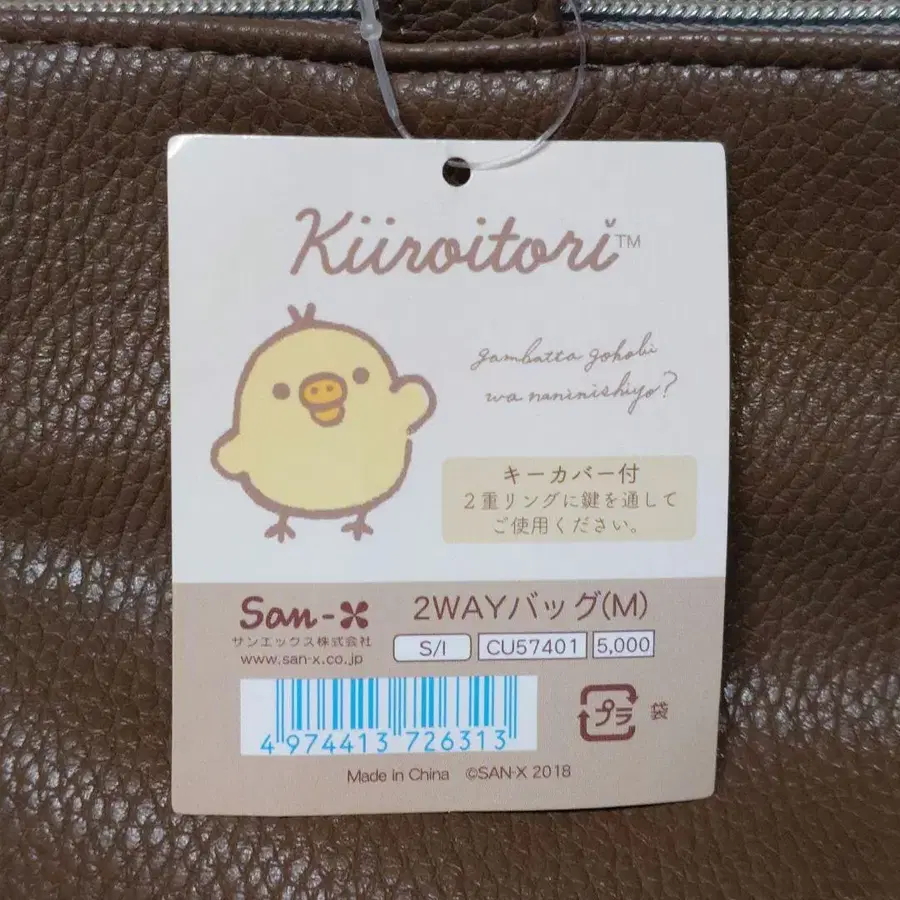 Kiiroitori™
gambatta gohobi
wa naninishiyo?
キーカバー付
2重リングに鍵を通して
ご使用ください。
San-X
サンエックス株式会社
www.san-x.co.jp
2WAYバッグ(M)
S/I CU57401 5,000
4 974413 726313
プラ 袋
Made in China ©SAN-X 2018